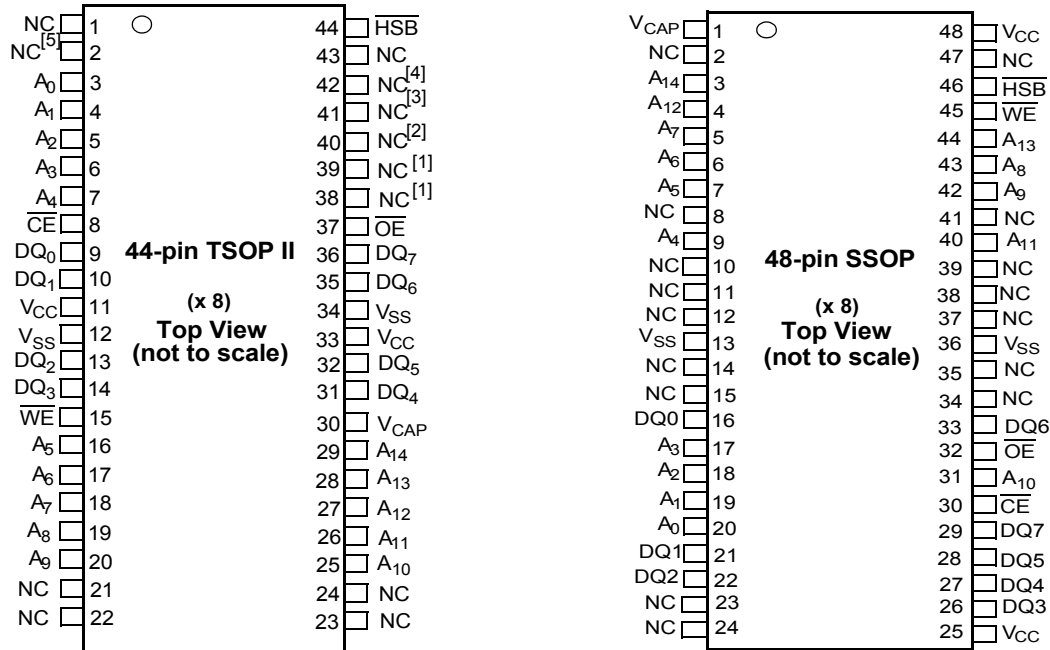 NC 1 44 HSB
NC[5] 2 43 NC
A0 3 42 NC[4]
A1 4 41 NC[3]
A2 5 40 NC[2]
A3 6 39 NC [1]
A4 7 38 NC[1]
CE 8 37 OE
DQ0 9 36 DQ7
DQ1 10 35 DQ6
VCC 11 34 VSS
VSS 12 33 VCC
DQ2 13 32 DQ5
DQ3 14 31 DQ4
WE 15 30 VCAP
A5 16 29 A14
A6 17 28 A13
A7 18 27 A12
A8 19 26 A11
A9 20 25 A10
NC 21 24 NC
NC 22 23 NC
44-pin TSOP II
(x 8)
Top View
(not to scale)
VCAP 1 48 VCC
NC 2 47 NC
A14 3 46 HSB
A12 4 45 WE
A7 5 44 A13
A6 6 43 A8
A5 7 42 A9
NC 8 41 NC
A4 9 40 A11
NC 10 39 NC
NC 11 38 NC
NC 12 37 NC
VSS 13 36 VSS
NC 14 35 NC
NC 15 34 NC
DQ0 16 33 DQ6
A3 17 32 OE
A2 18 31 A10
A1 19 30 CE
A0 20 29 DQ7
DQ1 21 28 DQ5
DQ2 22 27 DQ4
NC 23 26 DQ3
NC 24 25 VCC
48-pin SSOP
(x 8)
Top View
(not to scale)